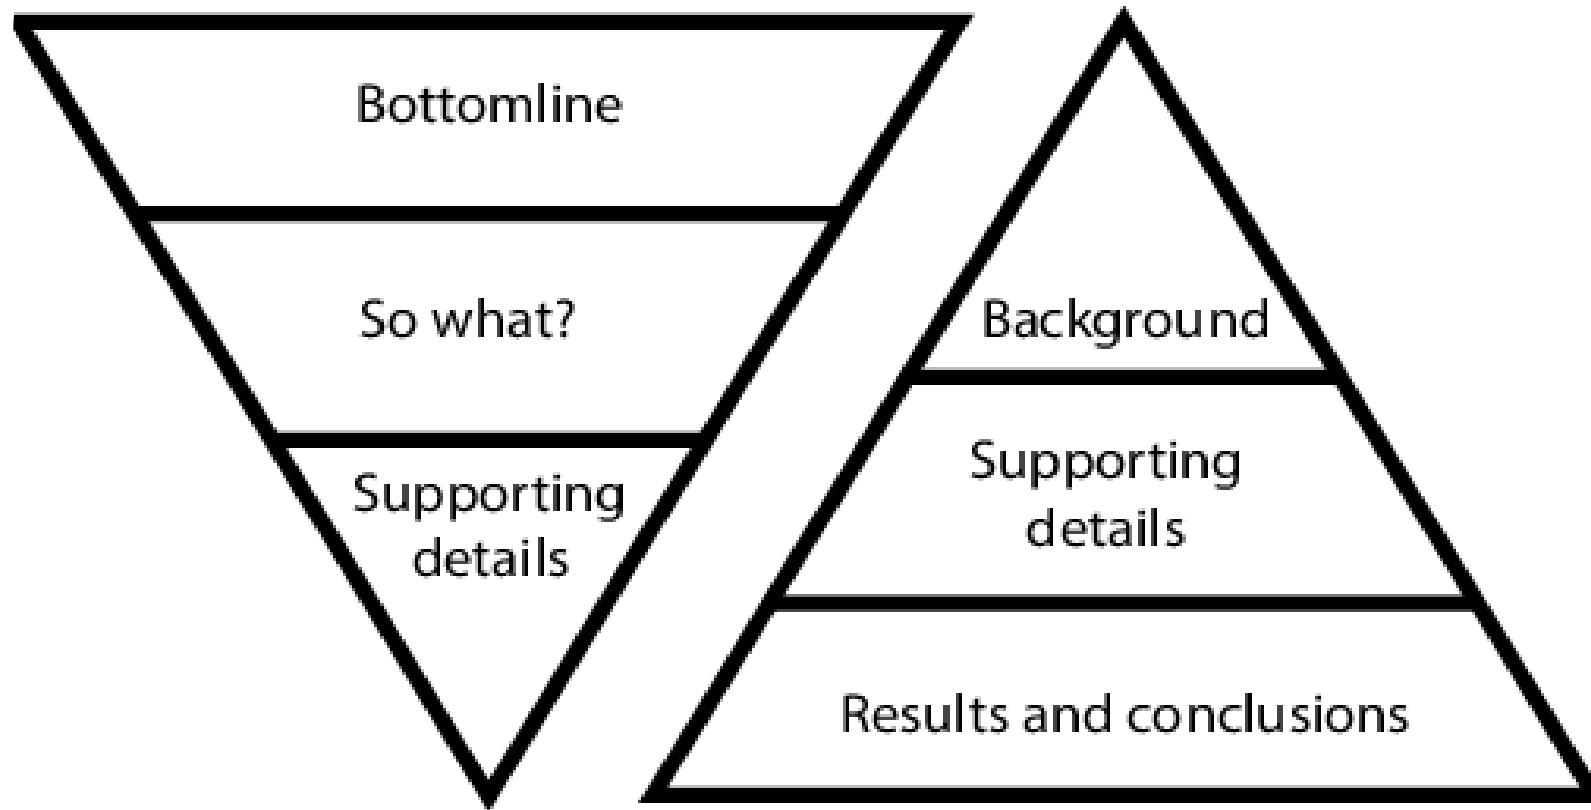 Bottomline
So what?
Supporting
details
Background
Supporting
details
Results and conclusions